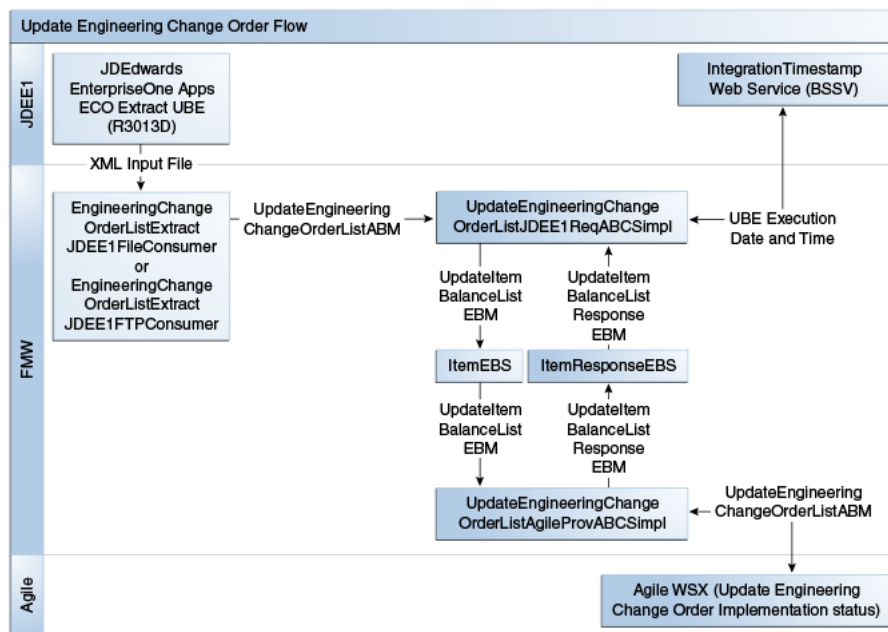 Update Engineering Change Order Flow
JDEE1
JDEdwards
EnterpriseOne Apps
ECO Extract UBE
(R3013D)
IntegrationTimestamp
Web Service (BSSV)
XML Input File
FMW
EngineeringChange
OrderListExtract
JDEE1FileConsumer
or
EngineeringChange
OrderListExtract
JDEE1FTPConsumer
UpdateEngineering
ChangeOrderListABM
UpdateEngineeringChange
OrderListJDEE1ReqABCSimpl
UBE Execution
Date and Time
UpdateItem
BalanceList
EBM
UpdateItem
BalanceList
Response
EBM
ItemEBS
ItemResponseEBS
UpdateItem
BalanceList
EBM
UpdateItem
BalanceList
Response
EBM
UpdateEngineeringChange
OrderListAgileProvABCSimpl
UpdateEngineering
ChangeOrderListABM
Agile
Agile WSX (Update Engineering
Change Order Implementation status)